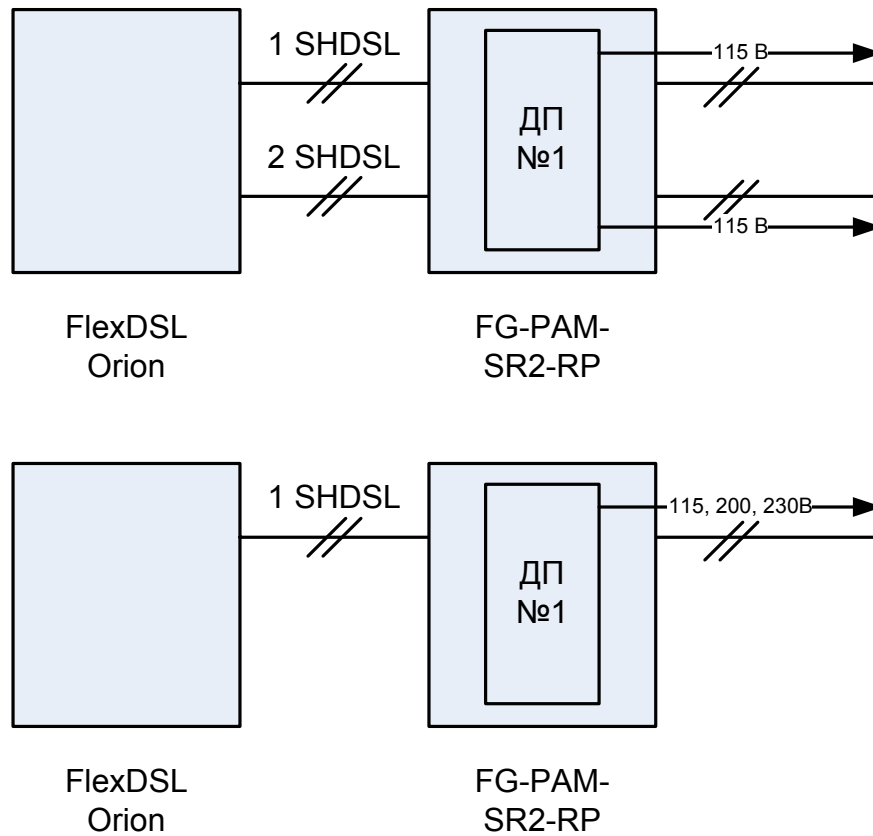 1 SHDSL
115 В
ДП
№1
2 SHDSL
115 В
FlexDSL
Orion
FG-PAM-
SR2-RP
1 SHDSL
115, 200, 230В
ДП
№1
FlexDSL
Orion
FG-PAM-
SR2-RP